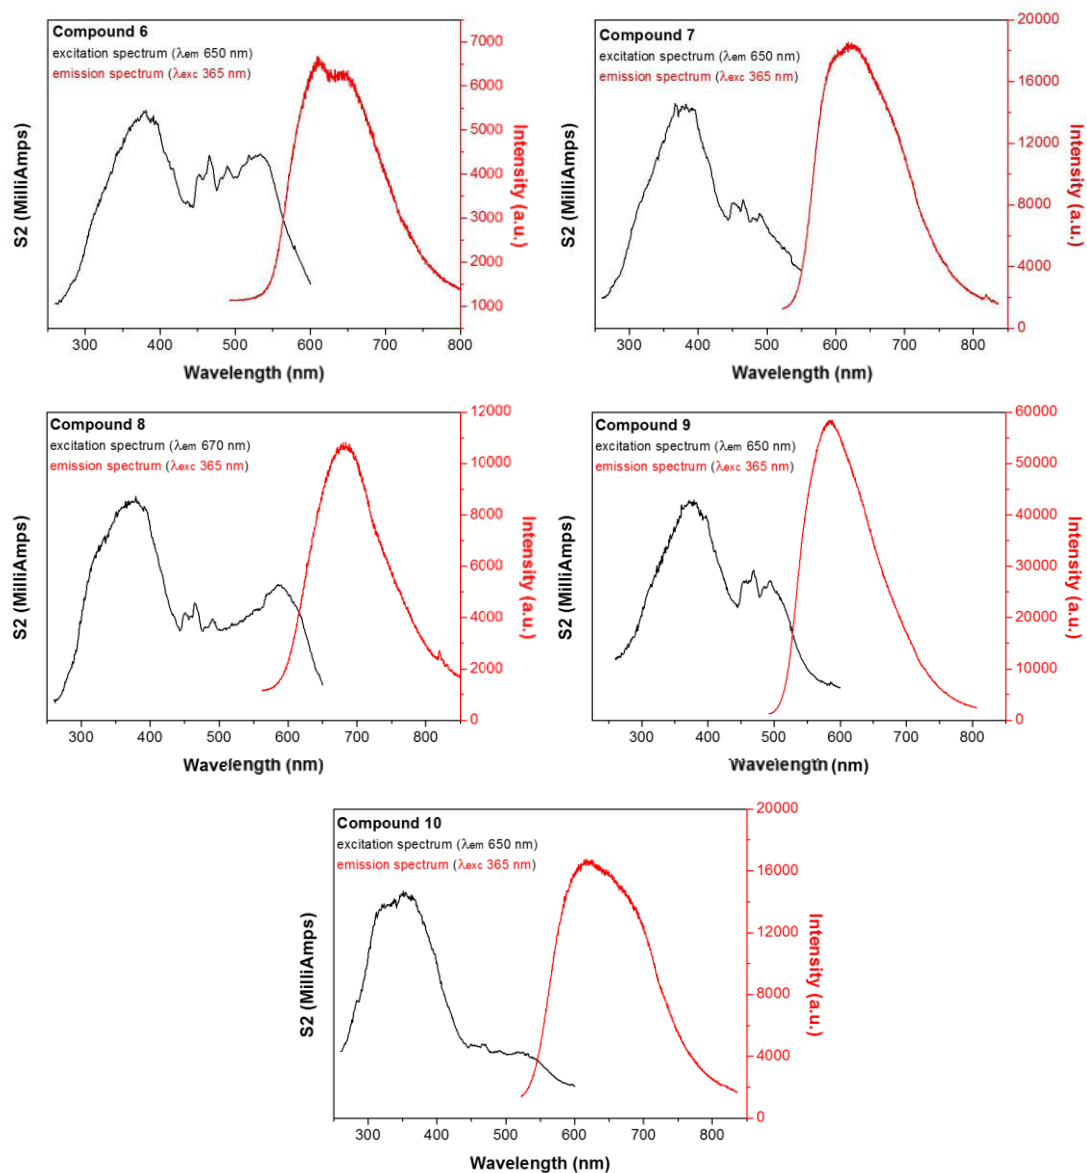 Compound 6
excitation spectrum (λem 650 nm)
emission spectrum (λexc 365 nm)
S2 (MilliAmps)
7000
6000
5000
4000
3000
2000
1000
Intensity (a.u.)
300 400 500 600 700 800
Wavelength (nm)
Compound 7
excitation spectrum (λem 650 nm)
emission spectrum (λexc 365 nm)
S2 (MilliAmps)
20000
16000
12000
8000
4000
0
Intensity (a.u.)
300 400 500 600 700 800
Wavelength (nm)
Compound 8
excitation spectrum (λem 670 nm)
emission spectrum (λexc 365 nm)
S2 (MilliAmps)
12000
10000
8000
6000
4000
2000
0
Intensity (a.u.)
300 400 500 600 700 800
Wavelength (nm)
Compound 9
excitation spectrum (λem 650 nm)
emission spectrum (λexc 365 nm)
S2 (MilliAmps)
60000
50000
40000
30000
20000
10000
0
Intensity (a.u.)
300 400 500 600 700 800
Wavelength (nm)
Compound 10
excitation spectrum (λem 650 nm)
emission spectrum (λexc 365 nm)
S2 (MilliAmps)
20000
16000
12000
8000
4000
0
Intensity (a.u.)
300 400 500 600 700 800
Wavelength (nm)